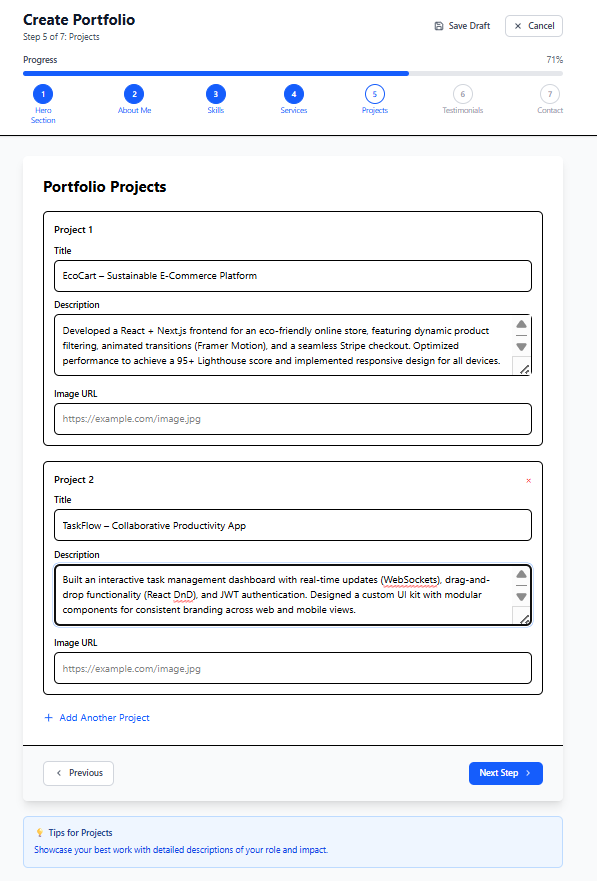 Create Portfolio
Step 5 of 7: Projects
Save Draft
Cancel
Progress
71%
1
2
3
4
5
6
7
Hero
Section
About Me
Skills
Services
Projects
Testimonials
Contact
Portfolio Projects
Project 1
Title
EcoCart – Sustainable E-Commerce Platform
Description
Developed a React + Next.js frontend for an eco-friendly online store, featuring dynamic product
filtering, animated transitions (Framer Motion), and a seamless Stripe checkout. Optimized
performance to achieve a 95+ Lighthouse score and implemented responsive design for all devices.
Image URL
https://example.com/image.jpg
Project 2
Title
TaskFlow – Collaborative Productivity App
Description
Built an interactive task management dashboard with real-time updates (WebSockets), drag-and-
drop functionality (React DnD), and JWT authentication. Designed a custom UI kit with modular
components for consistent branding across web and mobile views.
Image URL
https://example.com/image.jpg
+ Add Another Project
Previous
Next Step
Tips for Projects
Showcase your best work with detailed descriptions of your role and impact.